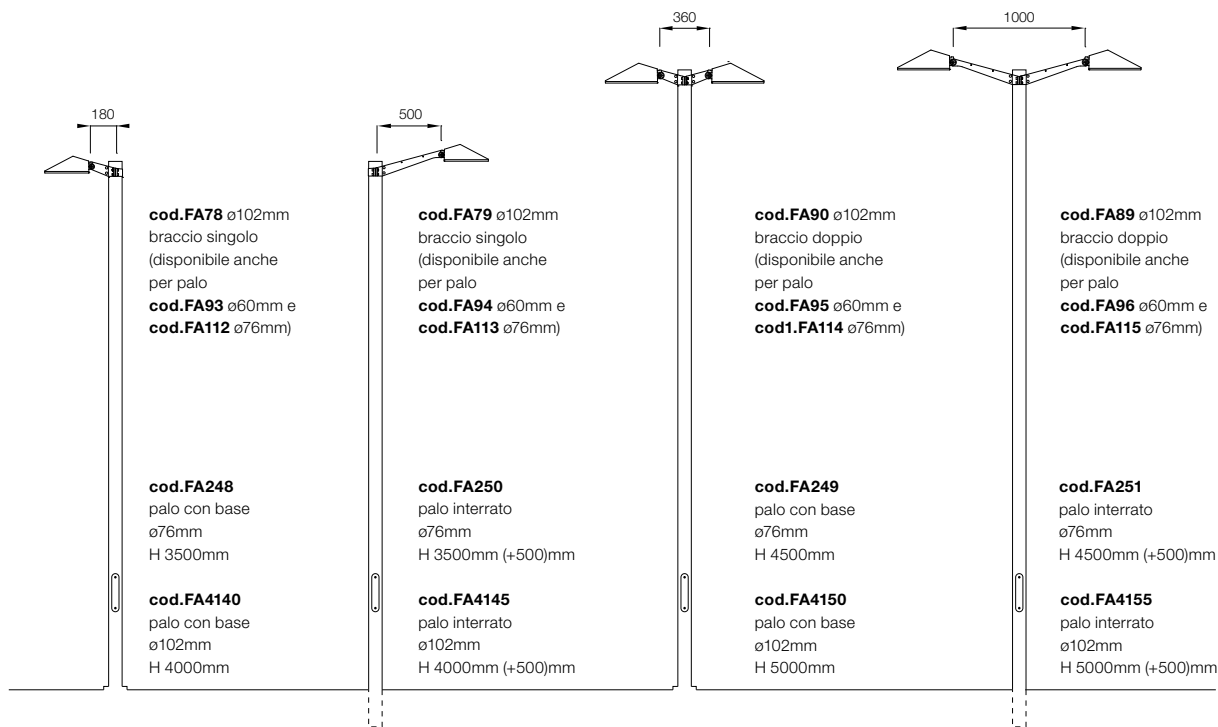 360
1000
180
500
cod.FA78 ø102mm
braccio singolo
(disponibile anche
per palo
cod.FA93 ø60mm e
cod.FA112 ø76mm)
cod.FA79 ø102mm
braccio singolo
(disponibile anche
per palo
cod.FA94 ø60mm e
cod.FA113 ø76mm)
cod.FA90 ø102mm
braccio doppio
(disponibile anche
per palo
cod.FA95 ø60mm e
cod1.FA114 ø76mm)
cod.FA89 ø102mm
braccio doppio
(disponibile anche
per palo
cod.FA96 ø60mm e
cod.FA115 ø76mm)
cod.FA248
palo con base
ø76mm
H 3500mm
cod.FA250
palo interrato
ø76mm
H 3500mm (+500)mm
cod.FA249
palo con base
ø76mm
H 4500mm
cod.FA251
palo interrato
ø76mm
H 4500mm (+500)mm
cod.FA4140
palo con base
ø102mm
H 4000mm
cod.FA4145
palo interrato
ø102mm
H 4000mm (+500)mm
cod.FA4150
palo con base
ø102mm
H 5000mm
cod.FA4155
palo interrato
ø102mm
H 5000mm (+500)mm